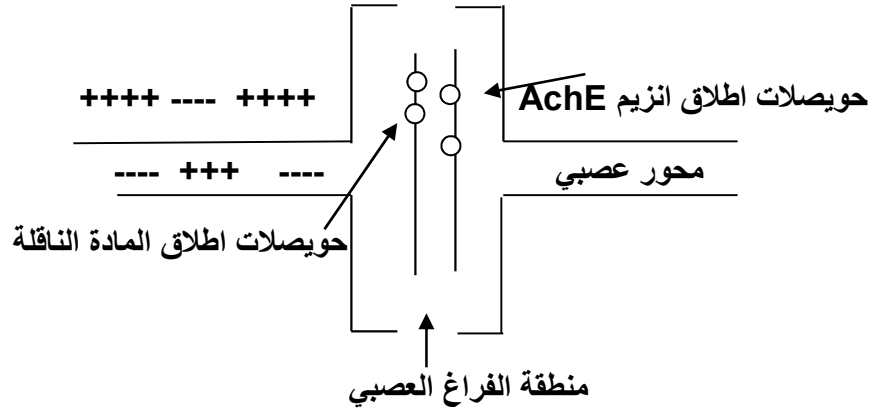 ++++ ---- ++++
حويصلات اطلاق انزيم AchE
---- +++ ----
محور عصبي
حويصلات اطلاق المادة الناقلة
منطقة الفراغ العصبي